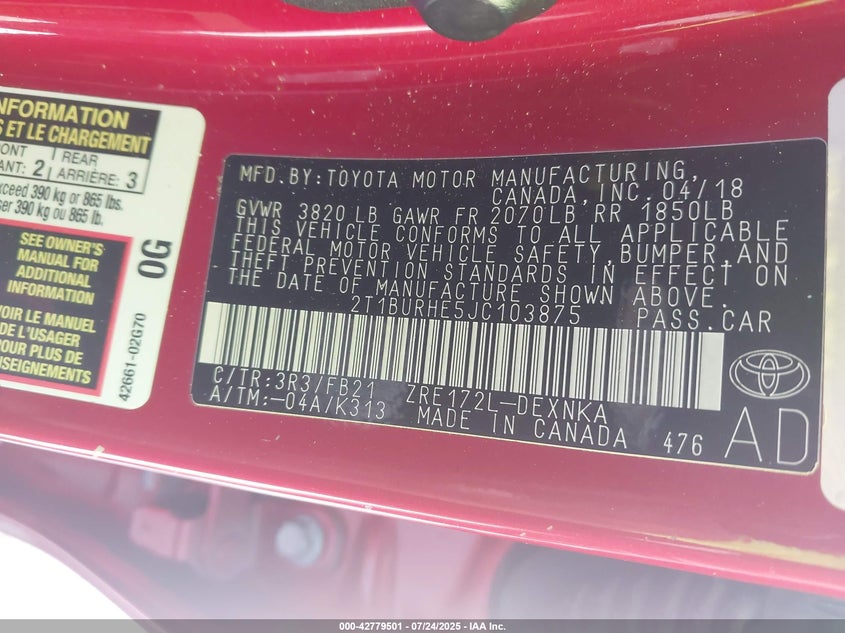 INFORMATION
S ET LE CHARGEMENT
ONT
ANT: 2
REAR
ARRIÈRE: 3
exceed 390 kg or 865 lbs.
ser 390 kg ou 865 lb.
SEE OWNER'S
MANUAL FOR
ADDITIONAL
INFORMATION
VOIR LE MANUEL
DE L'USAGER
POUR PLUS DE
ENSEIGNEMENTS
0G
42661-02G70
MFD.BY:TOYOTA MOTOR MANUFACTURING,
CANADA,INC.04/18
GVWR 3820 LB GAWR FR 2070LB RR 1850LB
THIS VEHICLE CONFORMS TO ALL APPLICABLE
FEDERAL MOTOR VEHICLE SAFETY,BUMPER,AND
THEFT PREVENTION STANDARDS IN EFFECT ON
THE DATE OF MANUFACTURE SHOWN ABOVE.
2T1BURHE5JC103875 PASS.CAR
C/TR:3R3/FB21 ZRE172L-DEXNKA
A/TM:-04A/K313 MADE IN CANADA 476
AD
000-42779501 - 07/24/2025 - IAA Inc.